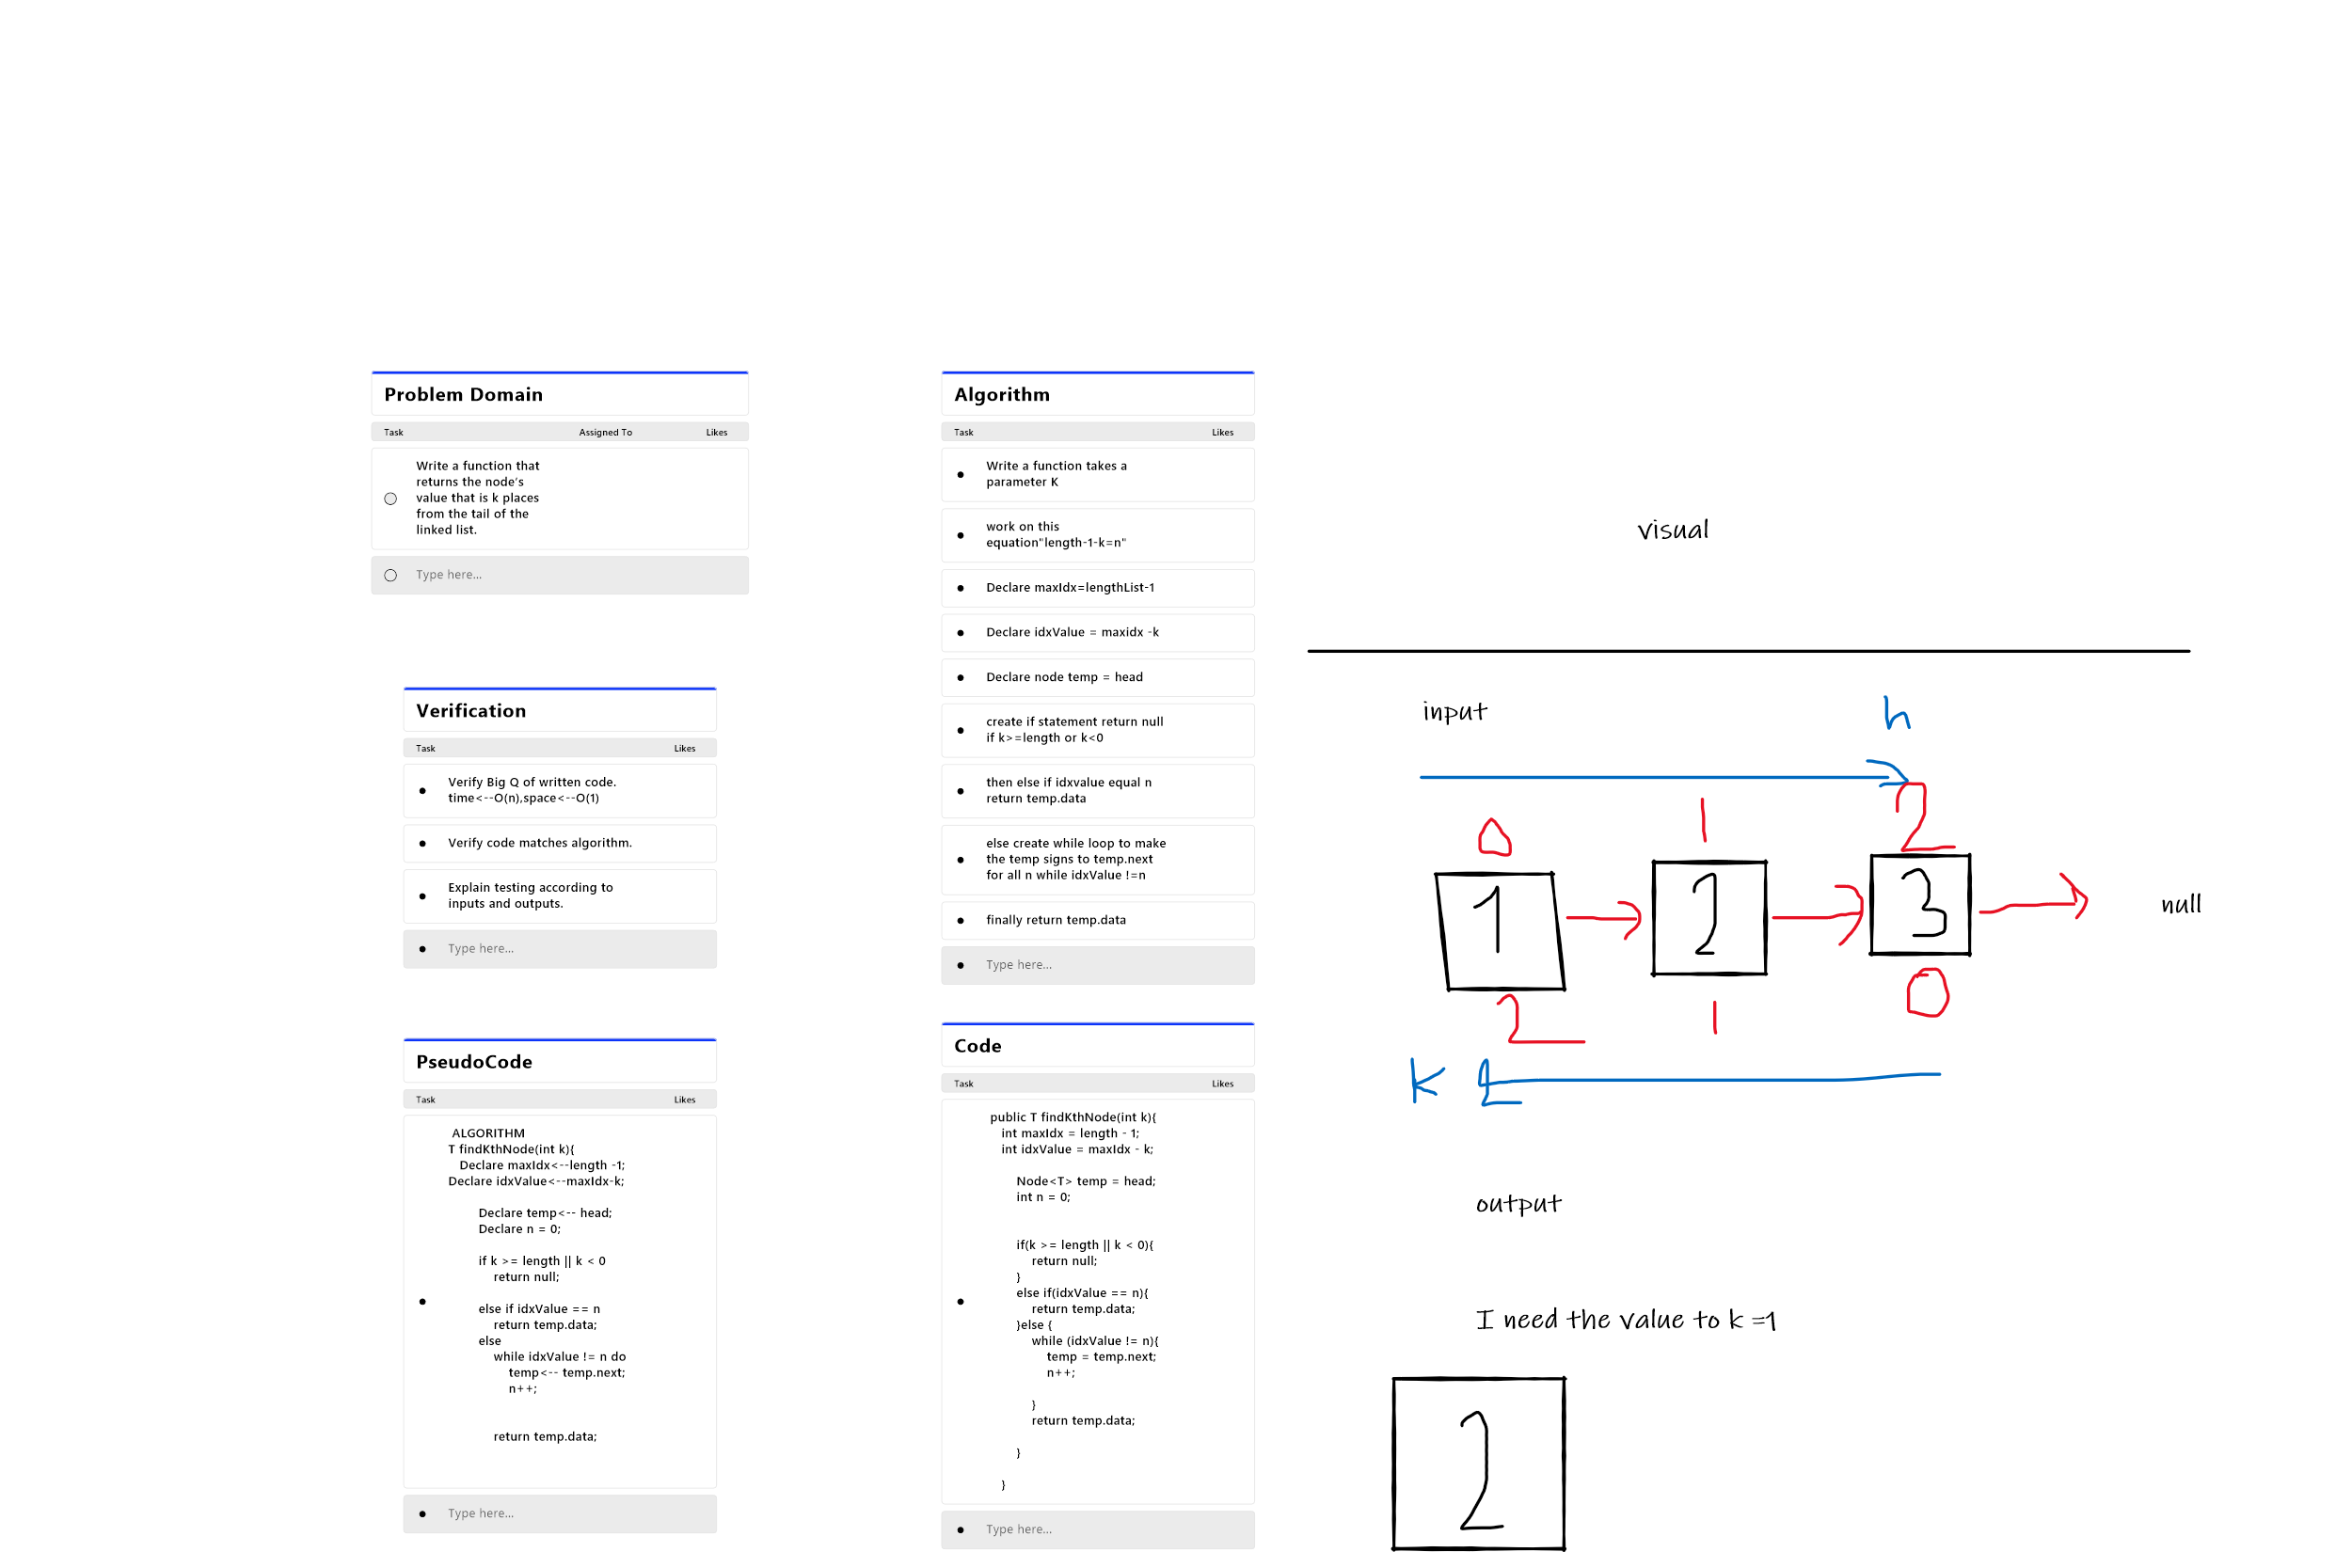 Problem Domain
Task Assigned To Likes
Write a function that
returns the node's
value that is k places
from the tail of the
linked list.
Type here...
Verification
Task Likes
Verify Big Q of written code.
time<--O(n),space<--O(1)
Verify code matches algorithm.
Explain testing according to
inputs and outputs.
Type here...
PseudoCode
Task Likes
ALGORITHM
T findKthNode(int k){
Declare maxIdx<--length -1;
Declare idxValue<--maxIdx-k;
Declare temp<-- head;
Declare n = 0;
if k >= length || k < 0
return null;
else if idxValue == n
return temp.data;
else
while idxValue != n do
temp<-- temp.next;
n++;
return temp.data;
Type here...
Algorithm
Task Likes
Write a function takes a
parameter K
work on this
equation"length-1-k=n"
Declare maxIdx=lengthList-1
Declare idxValue = maxidx -k
Declare node temp = head
create if statement return null
if k>=length or k<0
then else if idxvalue equal n
return temp.data
else create while loop to make
the temp signs to temp.next
for all n while idxValue !=n
finally return temp.data
Type here...
Code
Task Likes
public T findKthNode(int k){
int maxIdx = length - 1;
int idxValue = maxIdx - k;
Node<T> temp = head;
int n = 0;
if(k >= length || k < 0){
return null;
}
else if(idxValue == n){
return temp.data;
}else {
while (idxValue != n){
temp = temp.next;
n++;
}
return temp.data;
}
}
Type here...
visual
input
n
0 1 2
1 2 3 null
2 1 0
K
output
I need the value to k =1
2